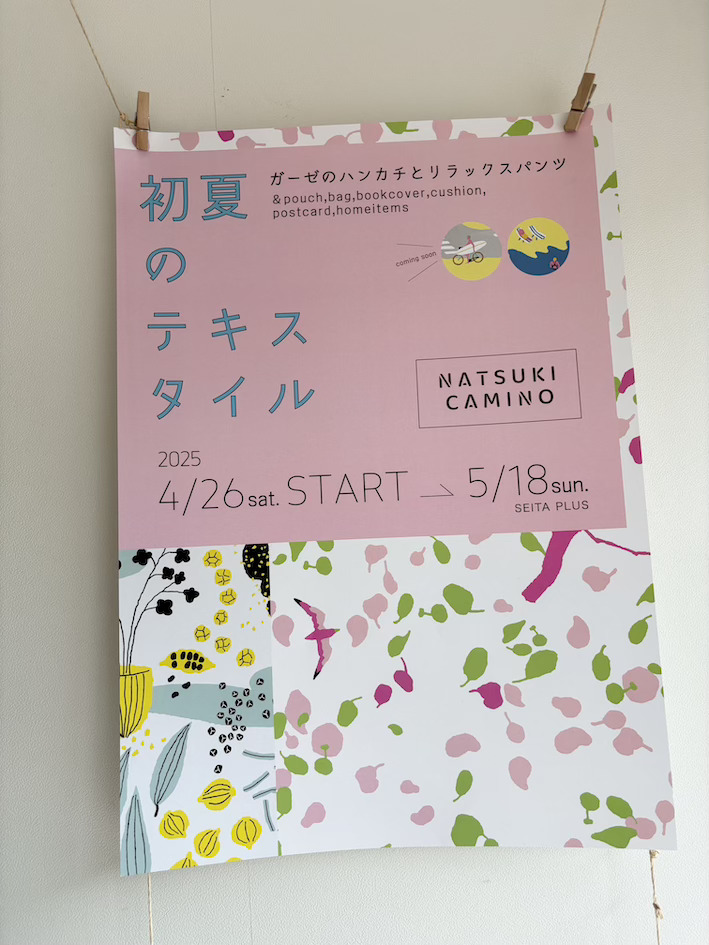 初夏
の
テキス
タイル
ガーゼのハンカチとリラックスパンツ
&pouch,bag,bookcover,cushion,
postcard,homeitems
coming soon
NATSUKI
CAMINO
2025
4/26sat. START → 5/18sun.
SEITA PLUS